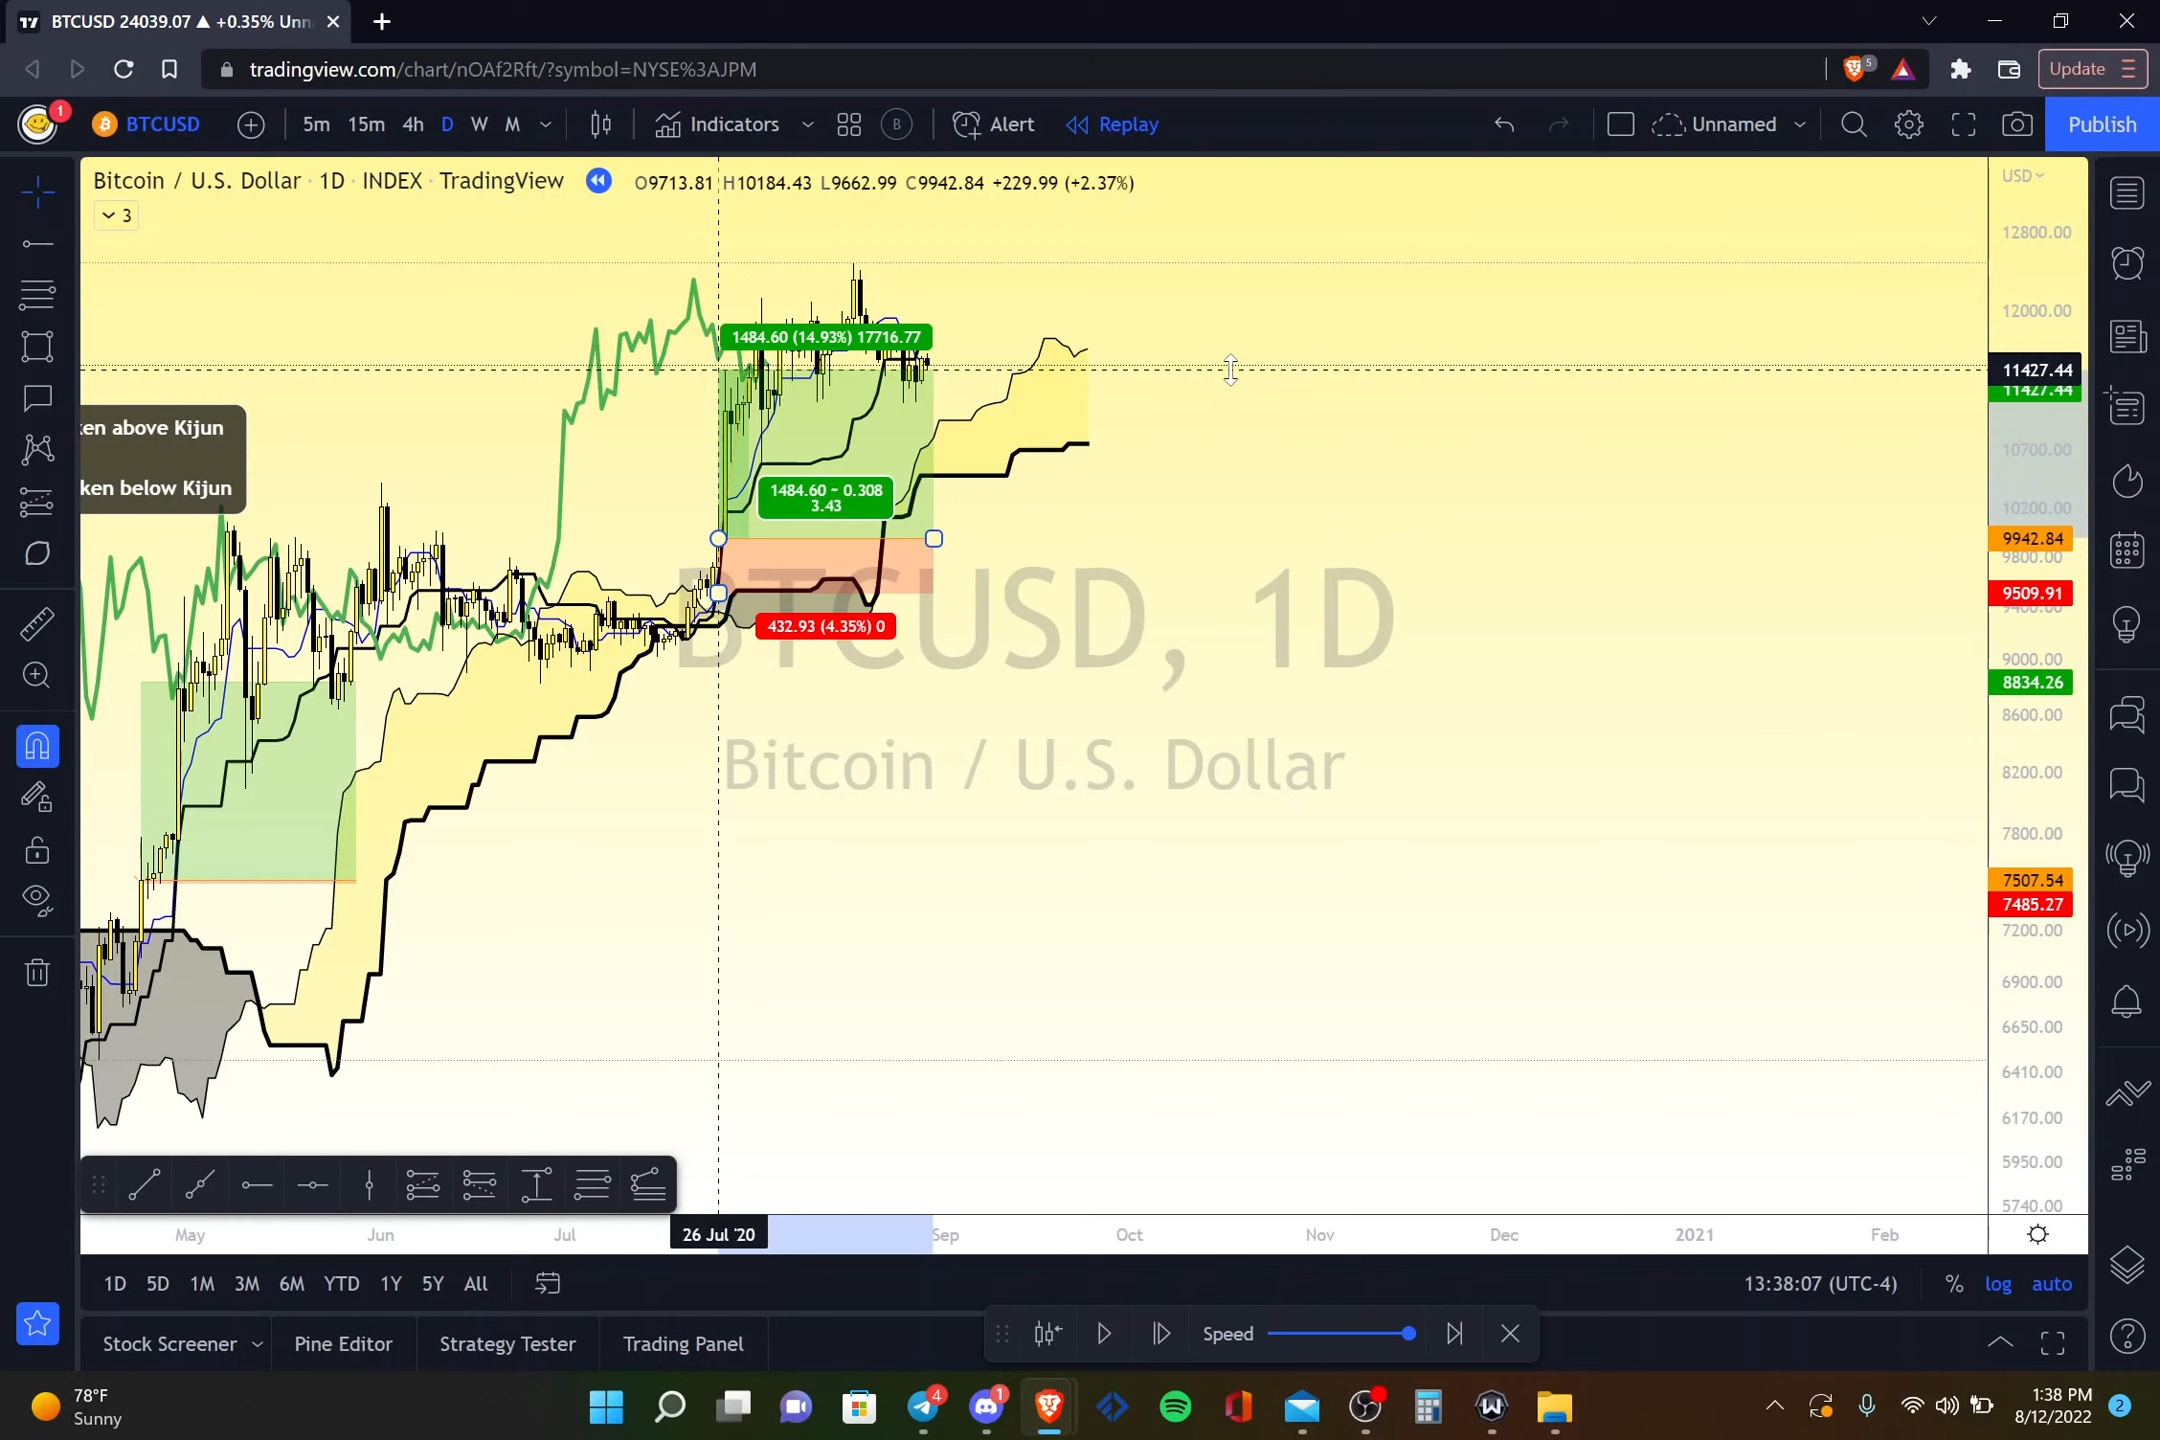 BTCUSD 24039.07 ▲ +0.35% Unn
tradingview.com/chart/nOAf2Rft/?symbol=NYSE%3AJPM
5
Update
1
BTCUSD
5m 15m 4h D W M
Indicators
B
Alert
Replay
Unnamed
Publish
Bitcoin / U.S. Dollar · 1D · INDEX · TradingView
O9713.81 H10184.43 L9662.99 C9942.84 +229.99 (+2.37%)
3
USD
12800.00
12000.00
11427.44
11427.44
10700.00
10200.00
9942.84
9800.00
9509.91
9400.00
9000.00
8834.26
8600.00
8200.00
7800.00
7507.54
7485.27
7200.00
6900.00
6650.00
6410.00
6170.00
5950.00
5740.00
ken above Kijun
ken below Kijun
1484.60 (14.93%) 17716.77
1484.60 ~ 0.308
3.43
432.93 (4.35%) 0
BTCUSD, 1D
Bitcoin / U.S. Dollar
May Jun Jul 26 Jul '20 Sep Oct Nov Dec 2021 Feb
1D 5D 1M 3M 6M YTD 1Y 5Y All
13:38:07 (UTC-4) % log auto
Stock Screener Pine Editor Strategy Tester Trading Panel
Speed
78°F
Sunny
4
1
1:38 PM
8/12/2022
2